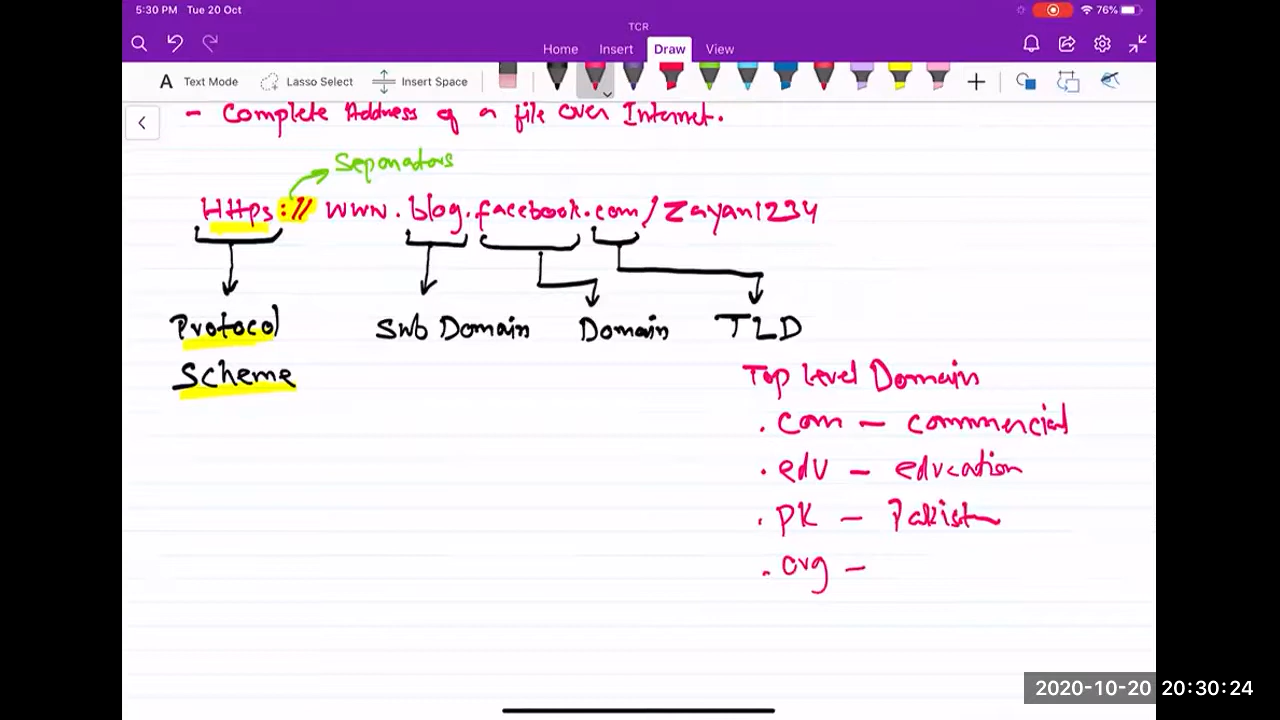 5:30 PM Tue 20 Oct
76%
TCR
Home Insert Draw View
Text Mode Lasso Select Insert Space
- Complete Address of a file over Internet.
Separators
Https:// www.blog.facebook.com/Zayan1234
Protocol Sub Domain Domain TLD
Scheme
Top Level Domain
.com - commercial
.edu - education
.pk - Pakistan
.org -
2020-10-20 20:30:24